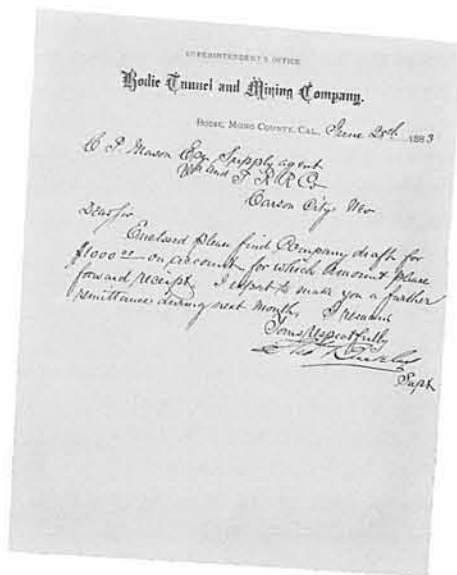 SUPERINTENDENT'S OFFICE
Bodie Tunnel and Mining Company.
BODIE, MONO COUNTY, CAL., June 20th 1883
C P. Mason Esq Supply agent
and T R R Co
Carson City Nev
Dear Sir
Enclosed please find Company draft for
$1000 00 on account for which amount please
forward receipt, I expect to make you a further
remittance during next month. I remain
Yours Respectfully
Supt